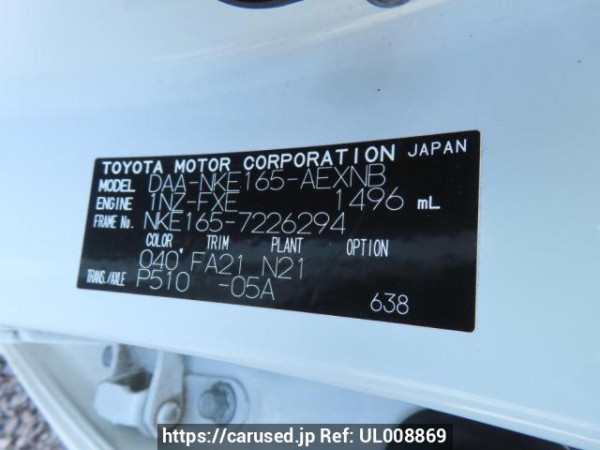 TOYOTA MOTOR CORPORATION JAPAN
MODEL DAA-NKE165-AEXNB
ENGINE 1NZ-FXE 1496 mL
FRAME No. NKE165-7226294
COLOR TRIM PLANT OPTION
040' FA21 N21
TRANS./AXLE P510 -05A
638
https://carused.jp Ref: UL008869